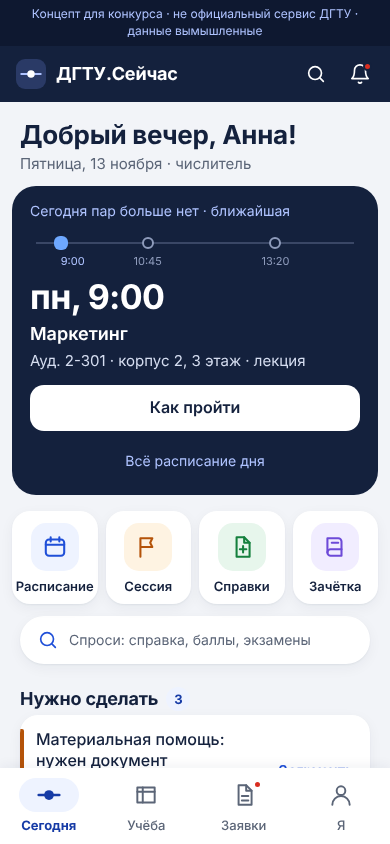 Концепт для конкурса · не официальный сервис ДГТУ ·
данные вымышленные
ДГТУ.Сейчас
Добрый вечер, Анна!
Пятница, 13 ноября · числитель
Сегодня пар больше нет · ближайшая
9:00 10:45 13:20
пн, 9:00
Маркетинг
Ауд. 2-301 · корпус 2, 3 этаж · лекция
Как пройти
Всё расписание дня
Расписание Сессия Справки Зачётка
Спроси: справка, баллы, экзамены
Нужно сделать 3
Материальная помощь:
нужен документ
Сегодня Учёба Заявки Я